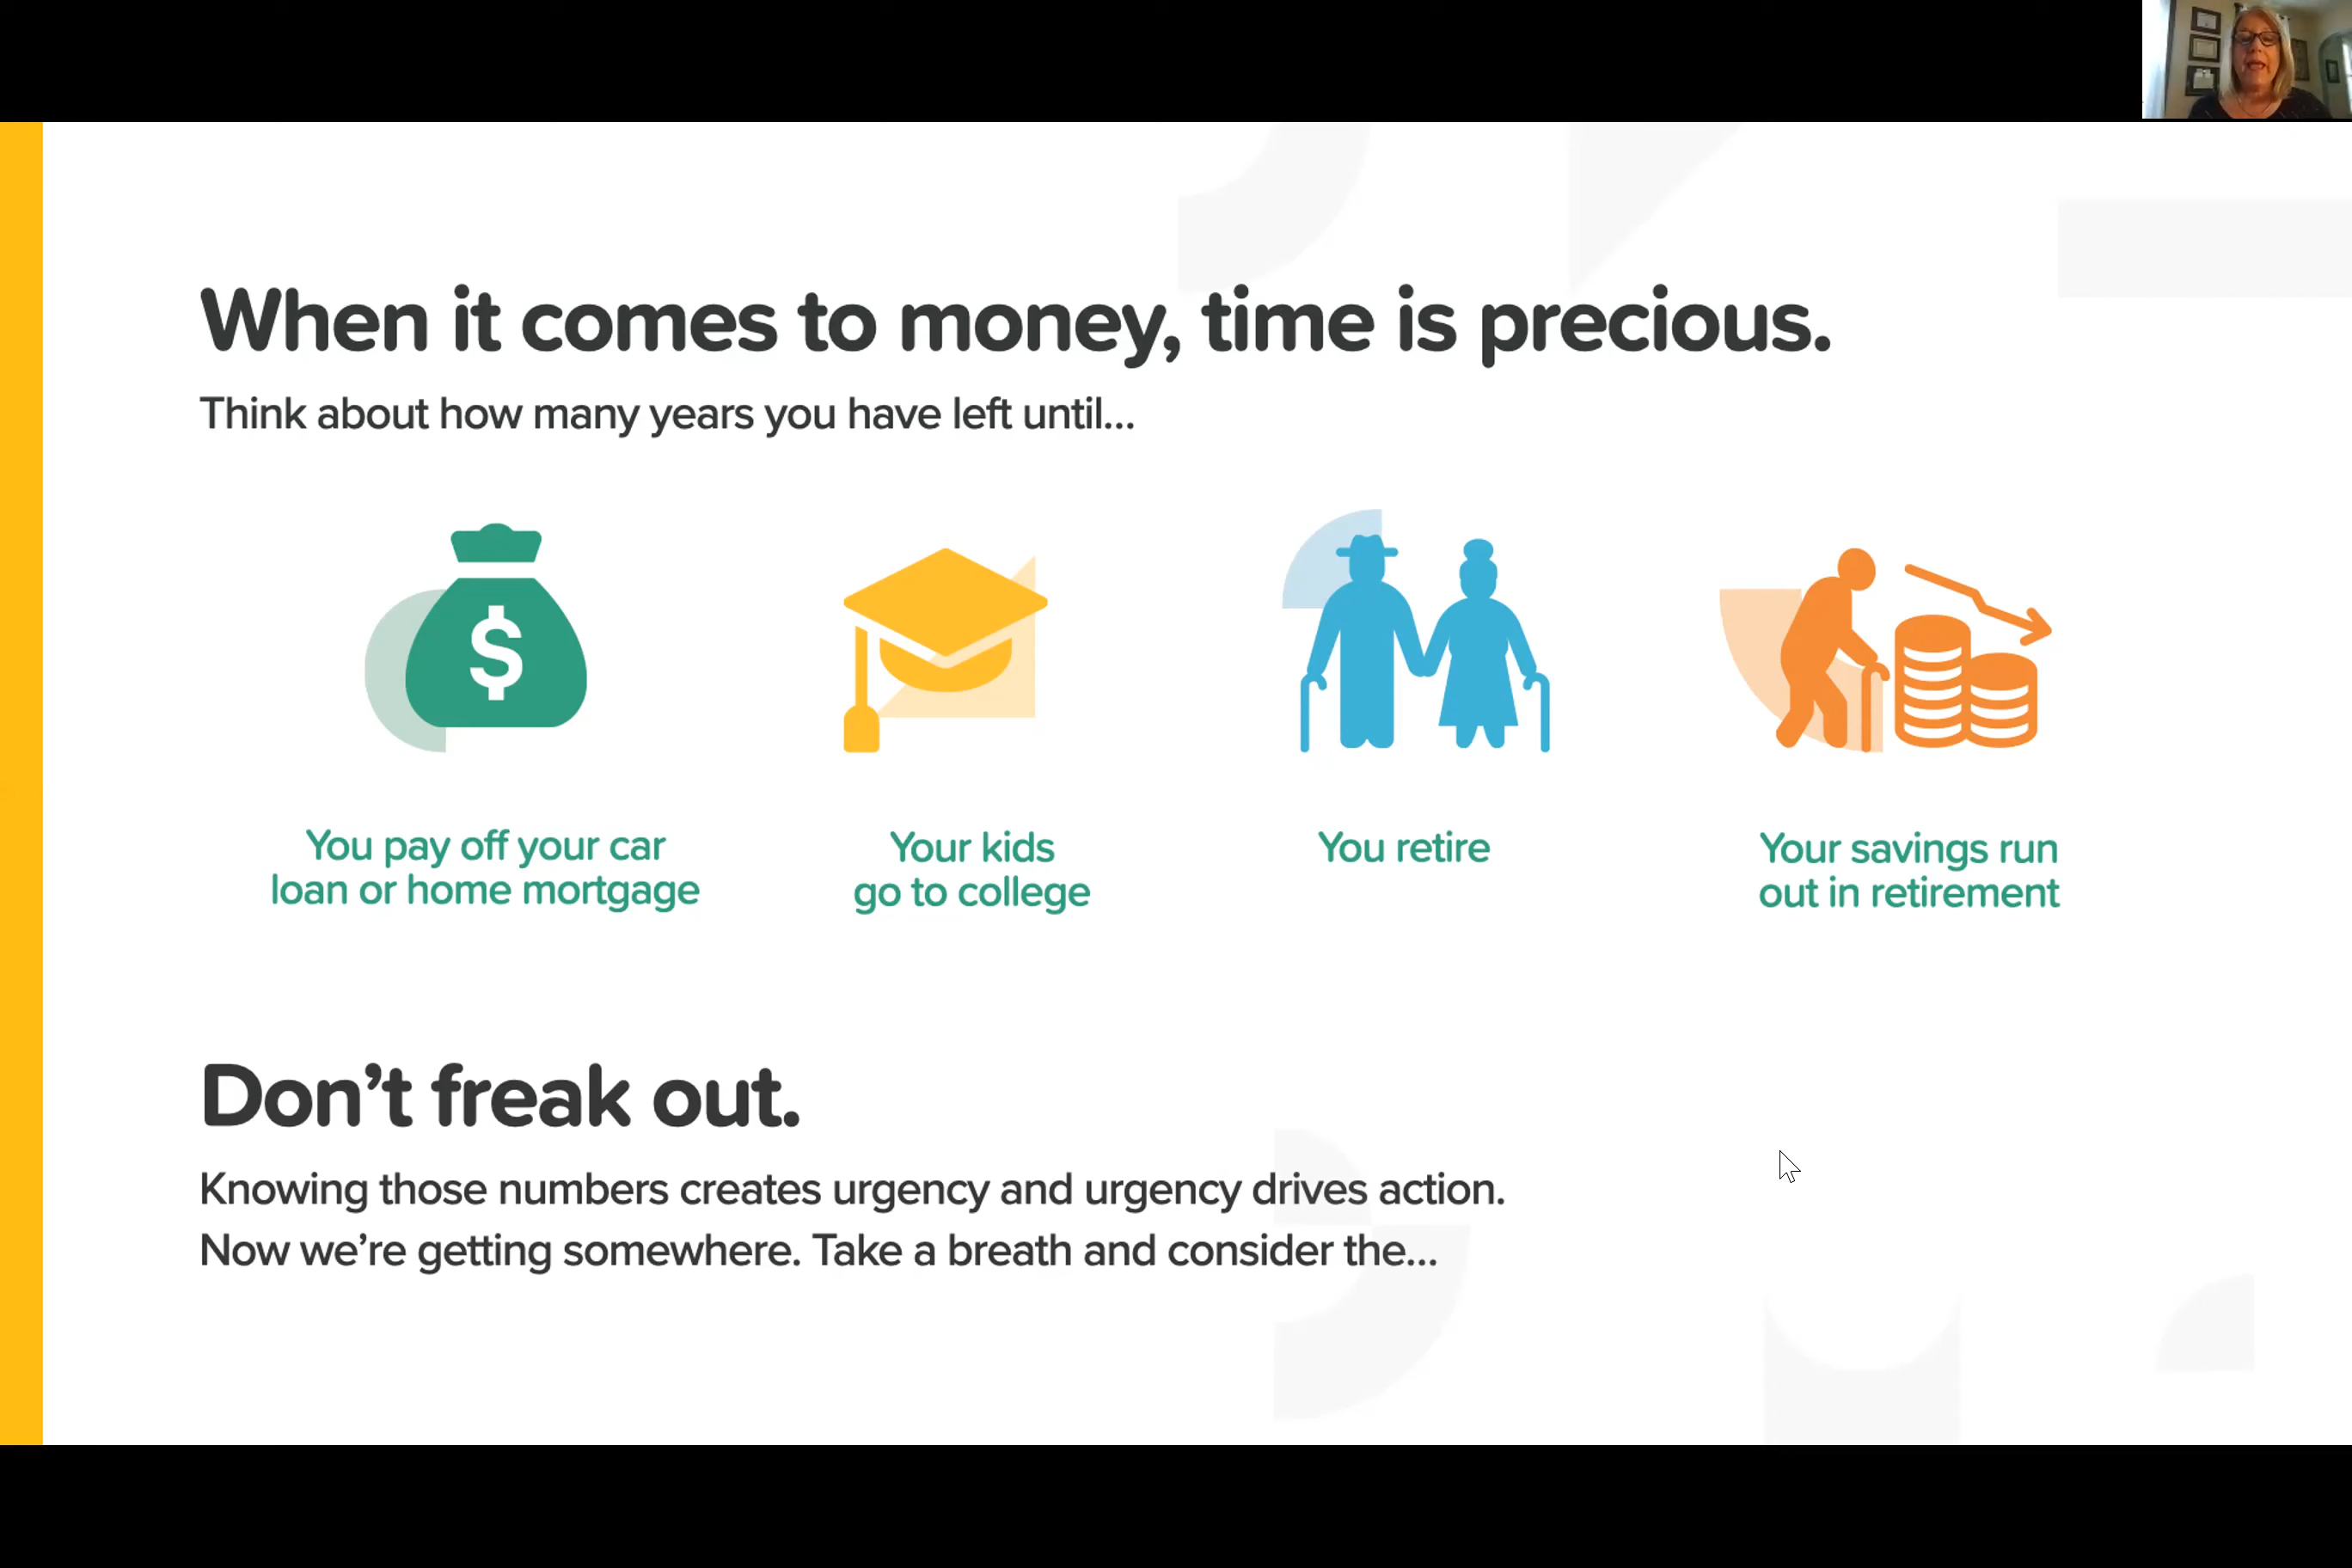 When it comes to money, time is precious.
Think about how many years you have left until...
$
You pay off your car
loan or home mortgage
Your kids
go to college
You retire
Your savings run
out in retirement
Don’t freak out.
Knowing those numbers creates urgency and urgency drives action.
Now we’re getting somewhere. Take a breath and consider the...